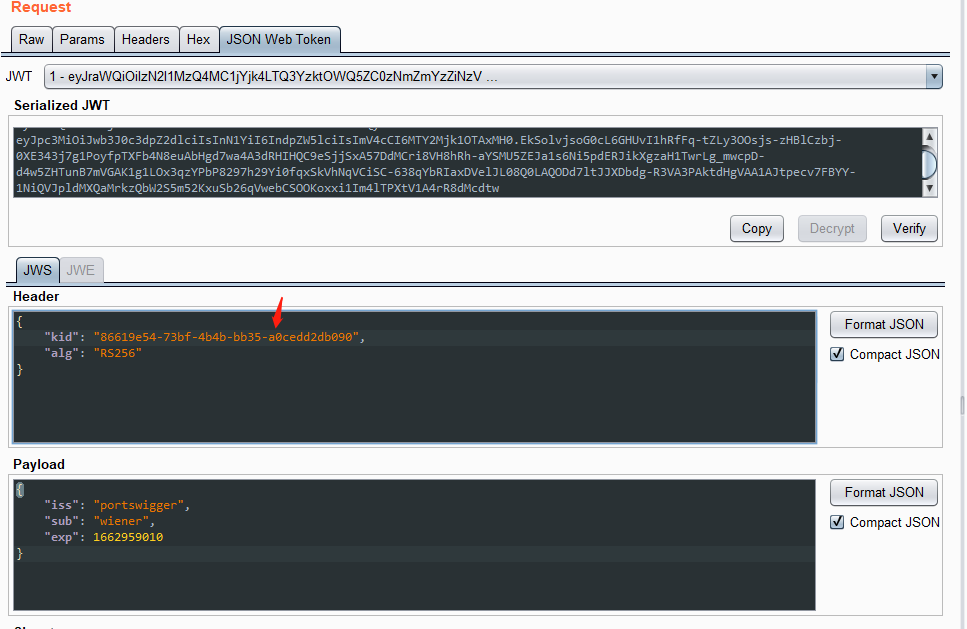 Request
Raw Params Headers Hex JSON Web Token
JWT 1 - eyJraWQiOiIzN2I1MzQ4MC1jYjk4LTQ3YzktOWQ5ZC0zNmZmYzZiNzV ...
Serialized JWT
eyJpc3MiOiJwb3J0c3dpZ2dlciIsInN1YiI6IndpZW5lciIsImV4cCI6MTY2Mjk1OTAxMH0.EkSolvjsoG0cL6GHUvI1hRfFq-tZLy3OOsjs-zHBlCzbj-
0XE343j7g1PoyfpTXFb4N8euAbHgd7wa4A3dRHIHQC9eSjjSxA57DdMCri8VH8hRh-aYSMU5ZEJa1s6Ni5pdERJikXgzaH1TwrLg_mwcpD-
d4w5ZHTunB7mVGAK1g1LOx3qzYPbP8297h29Yi0fqxSkVhNqVCiSC-638qYbRIaxDVelJL08Q0LAQODd7ltJJXDbdg-R3VA3PAktdHgVAA1AJtpecv7FBYY-
1NiQVJpldMXQaMrkzQbW2S5m52KxuSb26qVwebCSOOKoxxi1Im4lTPXtV1A4rR8dMcdtw
Copy Decrypt Verify
JWS JWE
Header
{
"kid": "86619e54-73bf-4b4b-bb35-a0cedd2db090",
"alg": "RS256"
}
Format JSON
Compact JSON
Payload
{
"iss": "portswigger",
"sub": "wiener",
"exp": 1662959010
}
Format JSON
Compact JSON